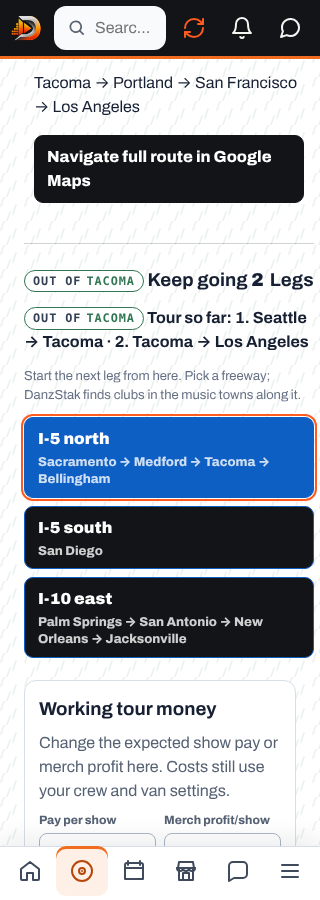 Searc...
Tacoma → Portland → San Francisco
→ Los Angeles
Navigate full route in Google
Maps
OUT OF TACOMA Keep going 2 Legs
OUT OF TACOMA Tour so far: 1. Seattle
→ Tacoma · 2. Tacoma → Los Angeles
Start the next leg from here. Pick a freeway;
DanzStak finds clubs in the music towns along it.
I-5 north
Sacramento → Medford → Tacoma →
Bellingham
I-5 south
San Diego
I-10 east
Palm Springs → San Antonio → New
Orleans → Jacksonville
Working tour money
Change the expected show pay or
merch profit here. Costs still use
your crew and van settings.
Pay per show Merch profit/show